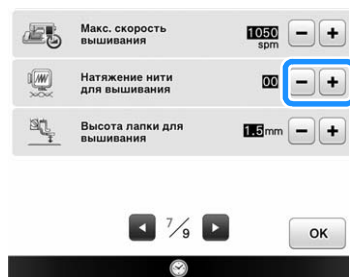 Макс. скорость
вышивания
1050
spm
Натяжение нити
для вышивания
00
Высота лапки для
вышивания
1.5mm
7/9
OK